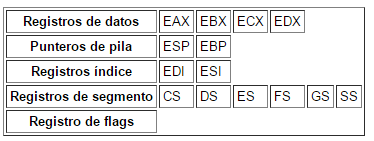 Registros de datos EAX EBX ECX EDX
Punteros de pila ESP EBP
Registros índice EDI ESI
Registros de segmento CS DS ES FS GS SS
Registro de flags